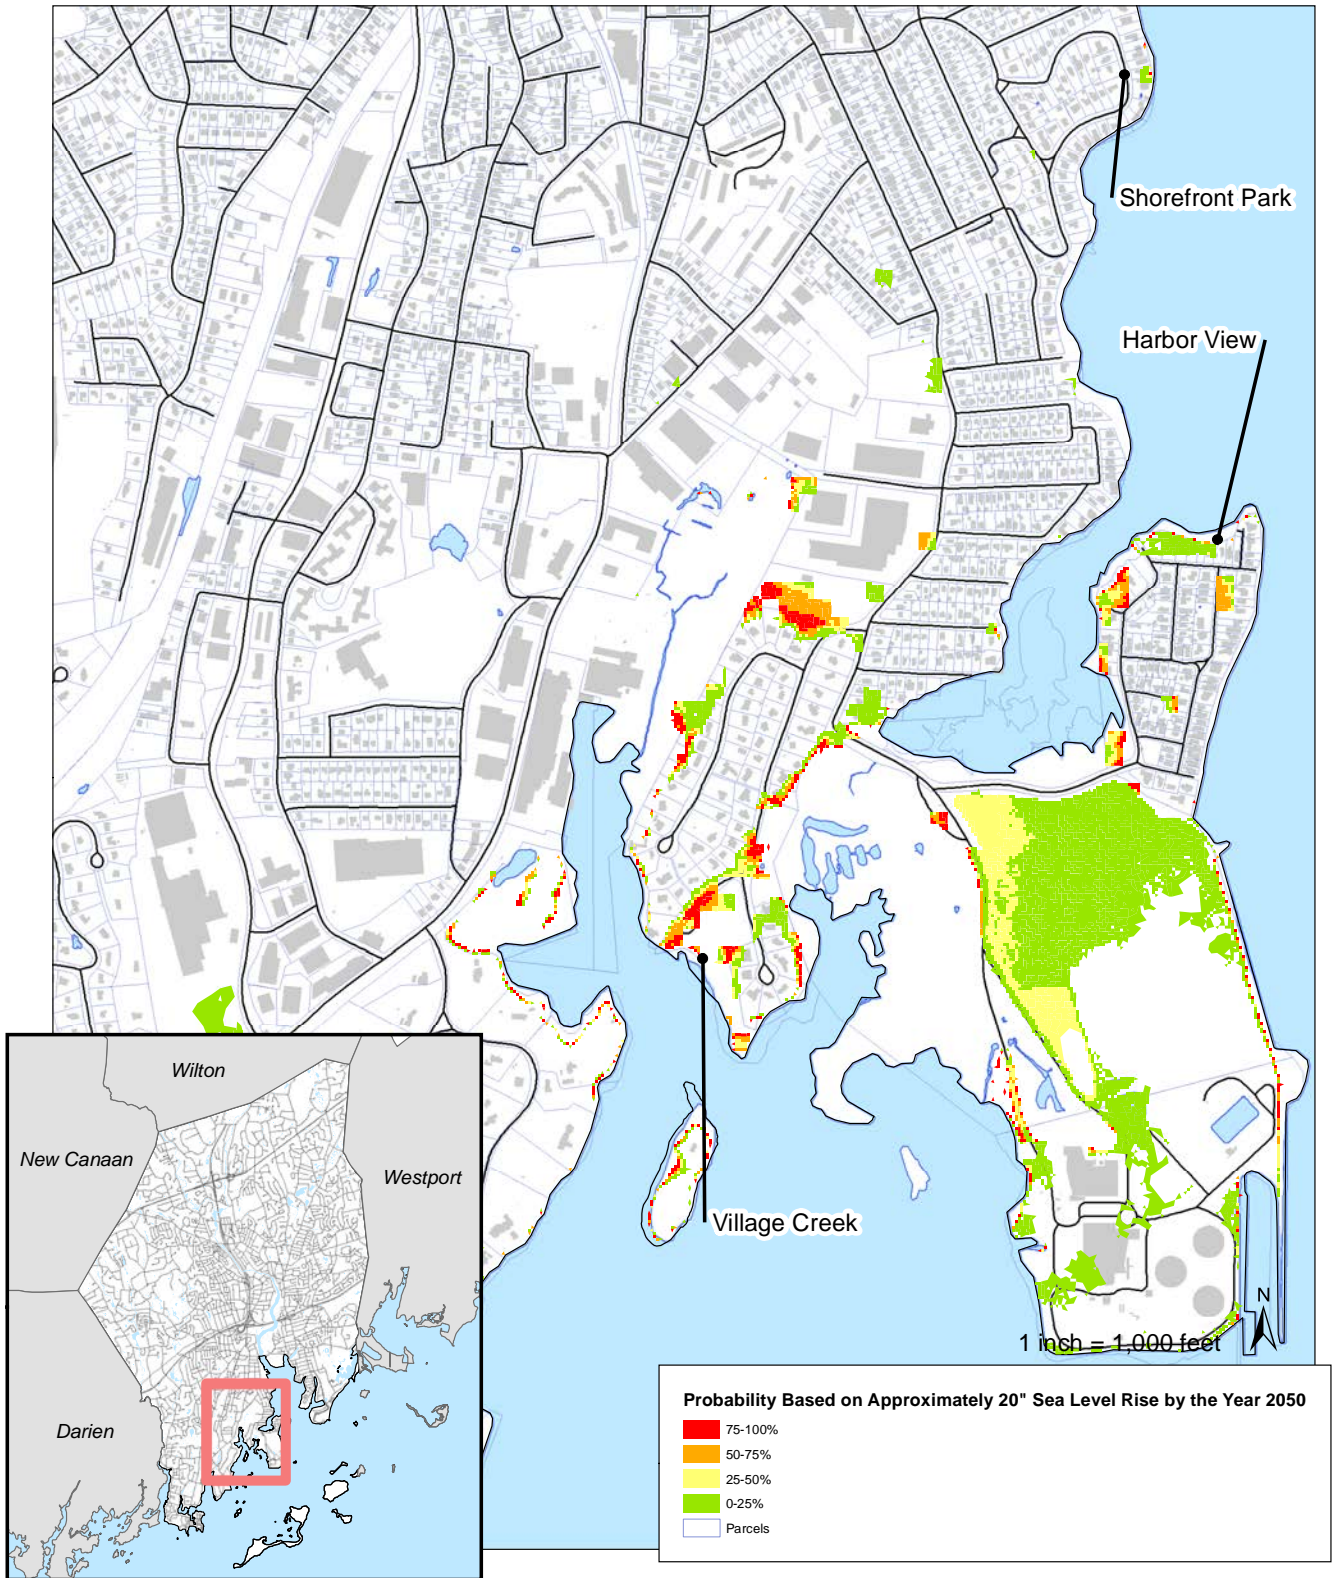 Shorefront Park
Harbor View
Village Creek
Wilton
New Canaan
Westport
Darien
N
1 inch = 1,000 feet
Probability Based on Approximately 20" Sea Level Rise by the Year 2050
75-100%
50-75%
25-50%
0-25%
Parcels